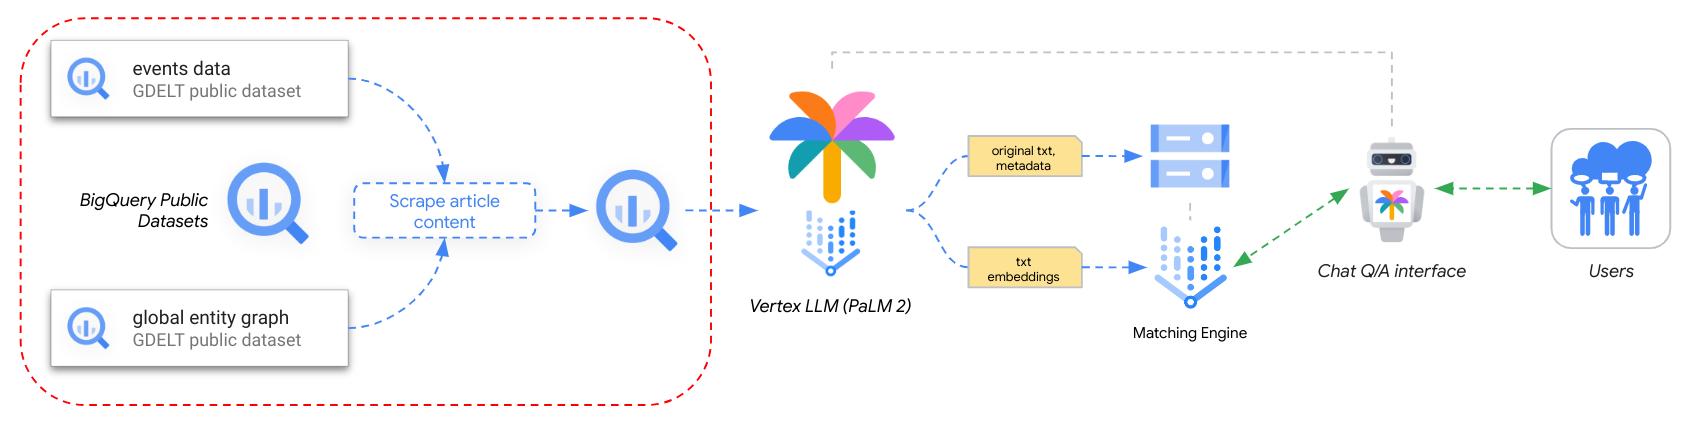 events data
GDELT public dataset
BigQuery Public
Datasets
Scrape article
content
global entity graph
GDELT public dataset
Vertex LLM (PaLM 2)
original txt,
metadata
txt
embeddings
Matching Engine
Chat Q/A interface
Users